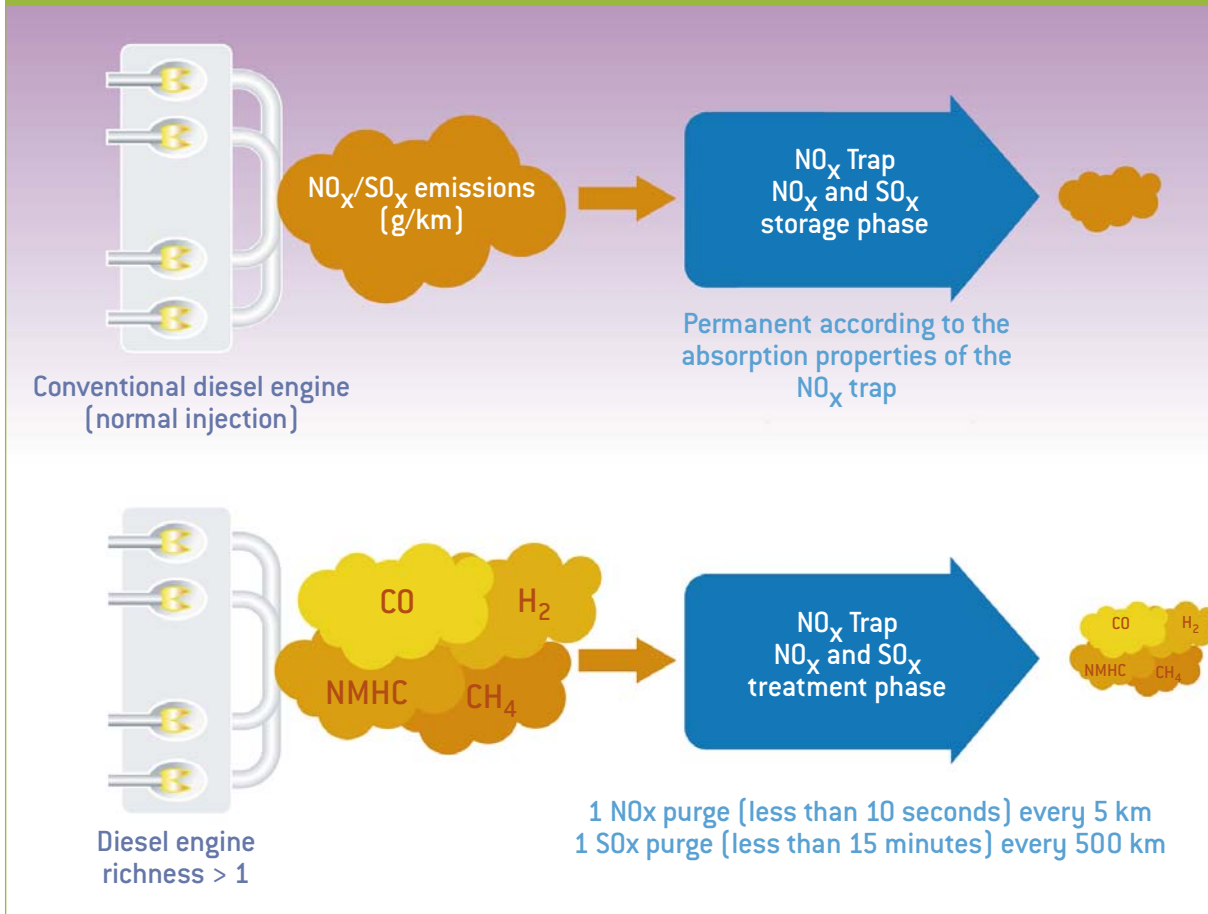 NOx/SOx emissions
(g/km)
NOx Trap
NOx and SOx
storage phase
Permanent according to the
absorption properties of the
NOx trap
Conventional diesel engine
(normal injection)
CO
H2
NMHC
CH4
NOx Trap
NOx and SOx
treatment phase
CO
H2
NMHC
CH4
1 NOx purge (less than 10 seconds) every 5 km
1 SOx purge (less than 15 minutes) every 500 km
Diesel engine
richness > 1